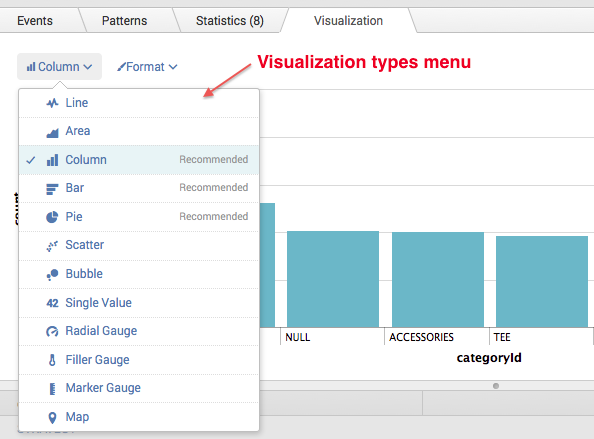 Events Patterns Statistics (8) Visualization
Column Format Visualization types menu
Line
Area
Column Recommended
Bar Recommended
Pie Recommended
Scatter
Bubble
42 Single Value
Radial Gauge
Filler Gauge
Marker Gauge
Map
count
NULL ACCESSORIES TEE
categoryId